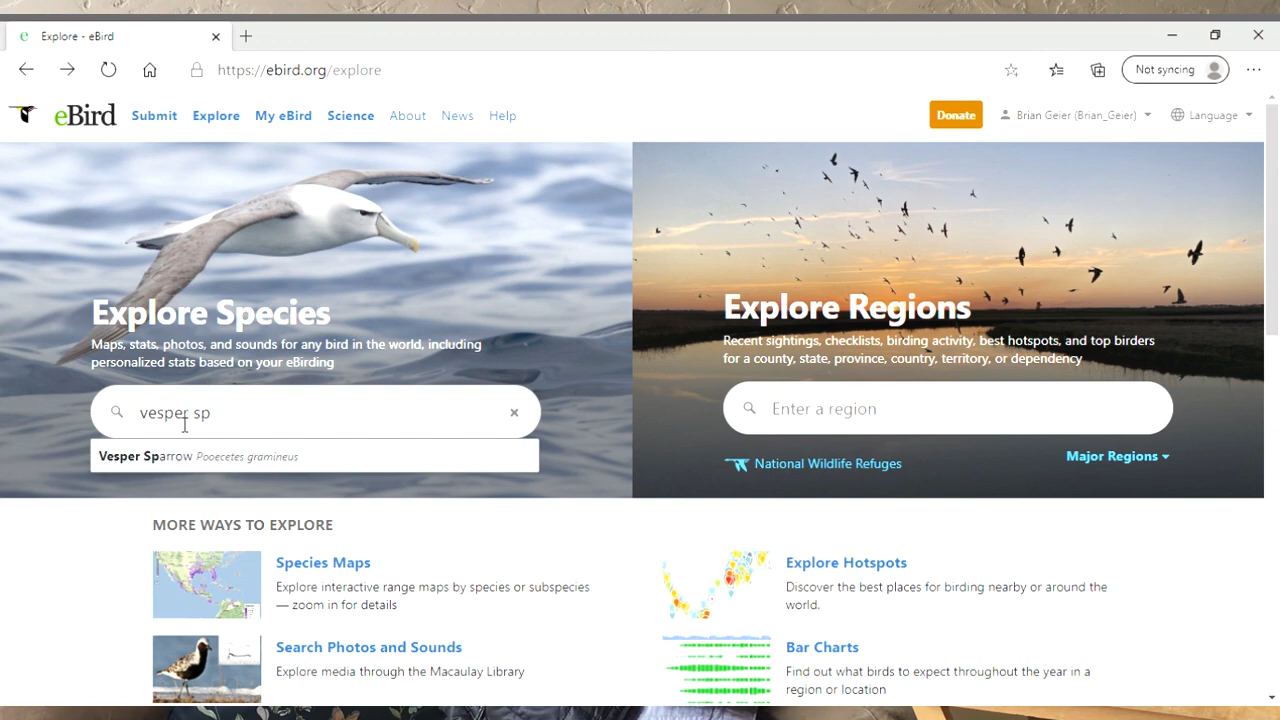 Explore - eBird
https://ebird.org/explore
Not syncing
eBird Submit Explore My eBird Science About News Help
Donate
Brian Geier (Brian_Geier)
Language
Explore Species
Maps, stats, photos, and sounds for any bird in the world, including
personalized stats based on your eBirding
vesper sp
Vesper Sparrow Pooecetes gramineus
Explore Regions
Recent sightings, checklists, birding activity, best hotspots, and top birders
for a county, state, province, country, territory, or dependency
Enter a region
National Wildlife Refuges
Major Regions
MORE WAYS TO EXPLORE
Species Maps
Explore interactive range maps by species or subspecies
— zoom in for details
Explore Hotspots
Discover the best places for birding nearby or around the
world.
Search Photos and Sounds
Explore media through the Macaulay Library
Bar Charts
Find out what birds to expect throughout the year in a
region or location